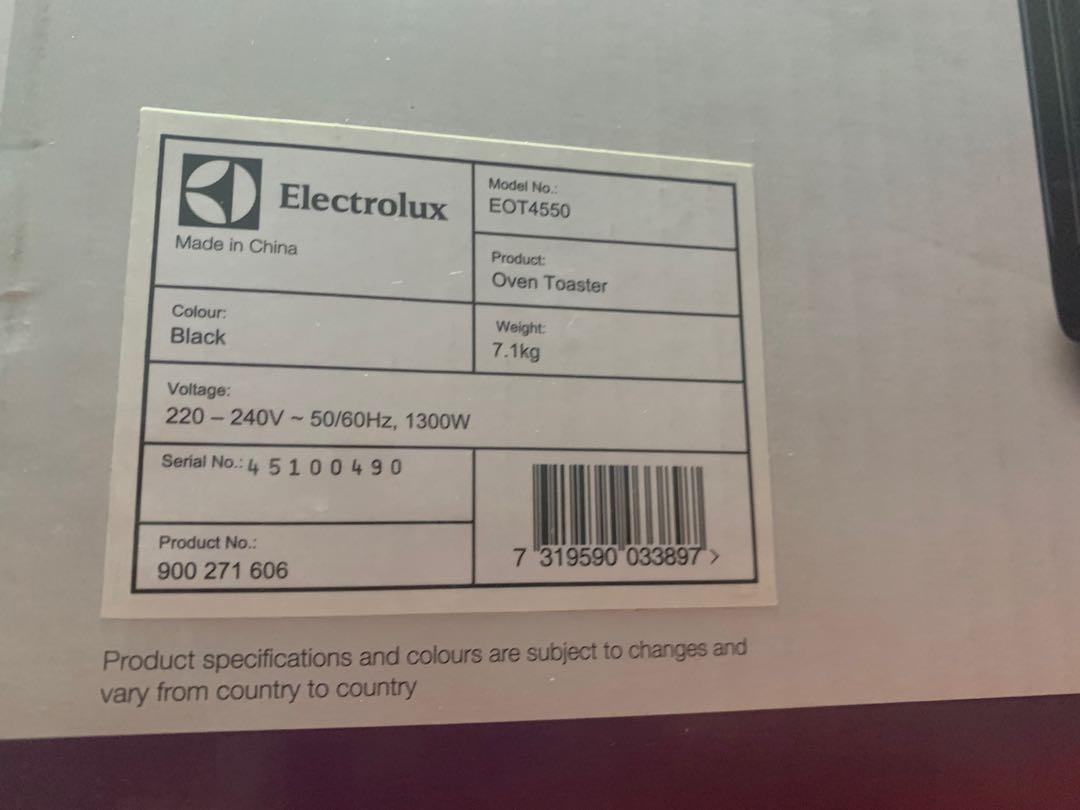 Electrolux
Made in China
Model No.:
EOT4550
Product:
Oven Toaster
Colour:
Black
Weight:
7.1kg
Voltage:
220 – 240V ~ 50/60Hz, 1300W
Serial No.: 45100490
Product No.:
900 271 606
7 319590 033897 >
Product specifications and colours are subject to changes and
vary from country to country